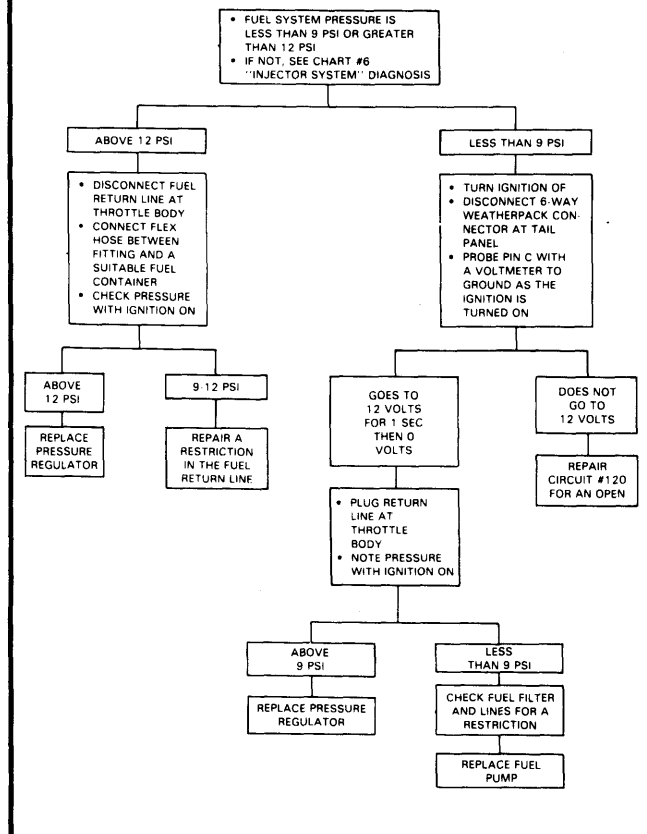 • FUEL SYSTEM PRESSURE IS
LESS THAN 9 PSI OR GREATER
THAN 12 PSI
• IF NOT, SEE CHART #6
"INJECTOR SYSTEM" DIAGNOSIS
ABOVE 12 PSI
LESS THAN 9 PSI
• DISCONNECT FUEL
RETURN LINE AT
THROTTLE BODY
• CONNECT FLEX
HOSE BETWEEN
FITTING AND A
SUITABLE FUEL
CONTAINER
• CHECK PRESSURE
WITH IGNITION ON
• TURN IGNITION OF
• DISCONNECT 6-WAY
WEATHERPACK CON-
NECTOR AT TAIL
PANEL
• PROBE PIN C WITH
A VOLTMETER TO
GROUND AS THE
IGNITION IS
TURNED ON
ABOVE
12 PSI
9-12 PSI
GOES TO
12 VOLTS
FOR 1 SEC
THEN 0
VOLTS
DOES NOT
GO TO
12 VOLTS
REPLACE
PRESSURE
REGULATOR
REPAIR A
RESTRICTION
IN THE FUEL
RETURN LINE
REPAIR
CIRCUIT #120
FOR AN OPEN
• PLUG RETURN
LINE AT
THROTTLE
BODY
• NOTE PRESSURE
WITH IGNITION ON
ABOVE
9 PSI
LESS
THAN 9 PSI
REPLACE PRESSURE
REGULATOR
CHECK FUEL FILTER
AND LINES FOR A
RESTRICTION
REPLACE FUEL
PUMP